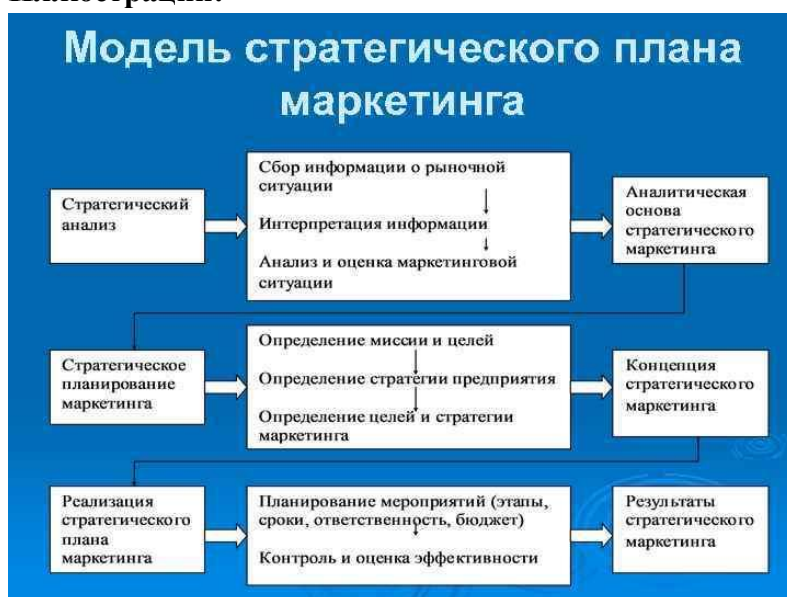 Модель стратегического плана
маркетинга
Стратегический
анализ
Сбор информации о рыночной
ситуации
Интерпретация информации
Анализ и оценка маркетинговой
ситуации
Аналитическая
основа
стратегического
маркетинга
Стратегическое
планирование
маркетинга
Определение миссии и целей
Определение стратегии предприятия
Определение целей и стратегии
маркетинга
Концепция
стратегического
маркетинга
Реализация
стратегического
плана
маркетинга
Планирование мероприятий (этапы,
сроки, ответственность, бюджет)
Контроль и оценка эффективности
Результаты
стратегического
маркетинга